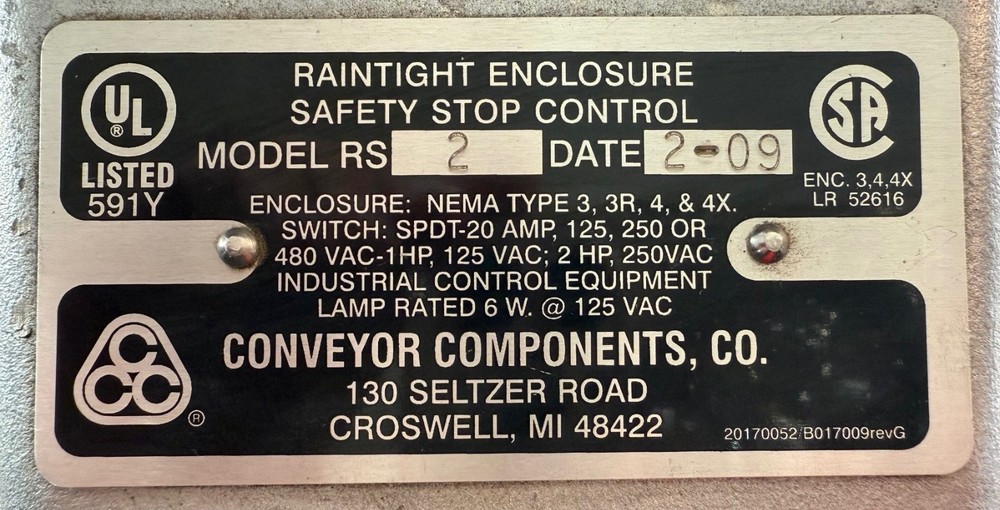 UL
®
LISTED
591Y
RAINTIGHT ENCLOSURE
SAFETY STOP CONTROL
MODEL RS 2 DATE 2-09
SA
ENC. 3,4,4X
LR 52616
ENCLOSURE: NEMA TYPE 3, 3R, 4, & 4X.
SWITCH: SPDT-20 AMP, 125, 250 OR
480 VAC-1HP, 125 VAC; 2 HP, 250VAC
INDUSTRIAL CONTROL EQUIPMENT
LAMP RATED 6 W. @ 125 VAC
CCC
®
CONVEYOR COMPONENTS, CO.
130 SELTZER ROAD
CROSWELL, MI 48422
20170052/B017009revG